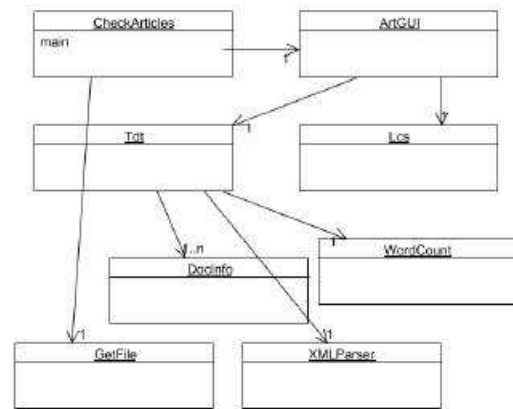 CheckArticles
main
ArtGUI
1
Tdt
1
Lcs
1..n
DocInfo
1
WordCount
1
GetFile
1
XMLParser